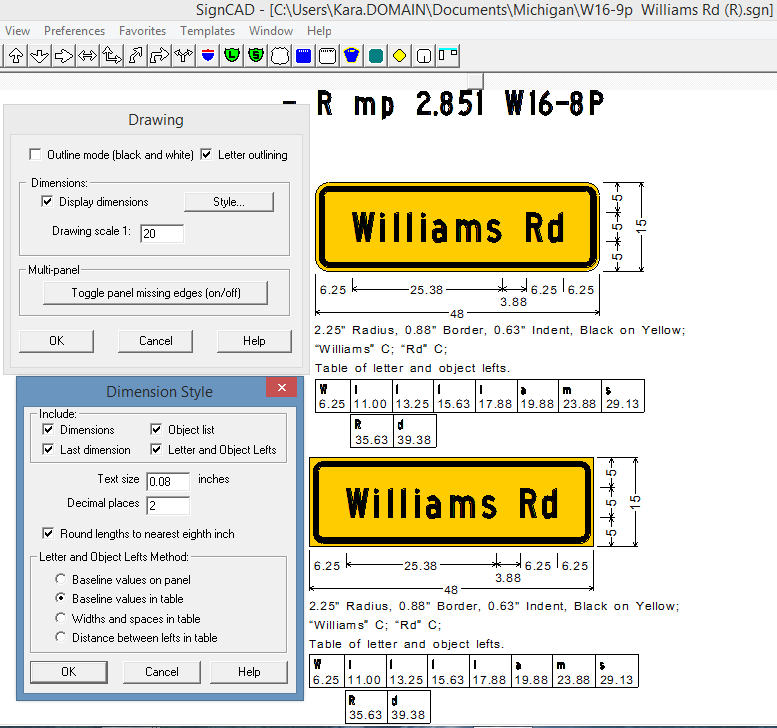 SignCAD - [C:\Users\Kara.DOMAIN\Documents\Michigan\W16-9p Williams Rd (R).sgn]
View Preferences Favorites Templates Window Help
L S
R mp 2.851 W16-8P
Drawing
Outline mode (black and white) Letter outlining
Dimensions:
Display dimensions Style...
Drawing scale 1: 20
Multi-panel
Toggle panel missing edges (on/off)
OK Cancel Help
Williams Rd
5
5
5
15
6.25 25.38 6.25 6.25
3.88
48
2.25" Radius, 0.88" Border, 0.63" Indent, Black on Yellow;
"Williams" C; "Rd" C;
Table of letter and object lefts.
W i l l i a m s
6.25 11.00 13.25 15.63 17.88 19.88 23.88 29.13
R d
35.63 39.38
Dimension Style
Include:
Dimensions Object list
Last dimension Letter and Object Lefts
Text size 0.08 inches
Decimal places 2
Round lengths to nearest eighth inch
Letter and Object Lefts Method:
Baseline values on panel
Baseline values in table
Widths and spaces in table
Distance between lefts in table
OK Cancel Help
Williams Rd
5
5
5
15
6.25 25.38 6.25 6.25
3.88
48
2.25" Radius, 0.88" Border, 0.63" Indent, Black on Yellow;
"Williams" C; "Rd" C;
Table of letter and object lefts.
W i l l i a m s
6.25 11.00 13.25 15.63 17.88 19.88 23.88 29.13
R d
35.63 39.38